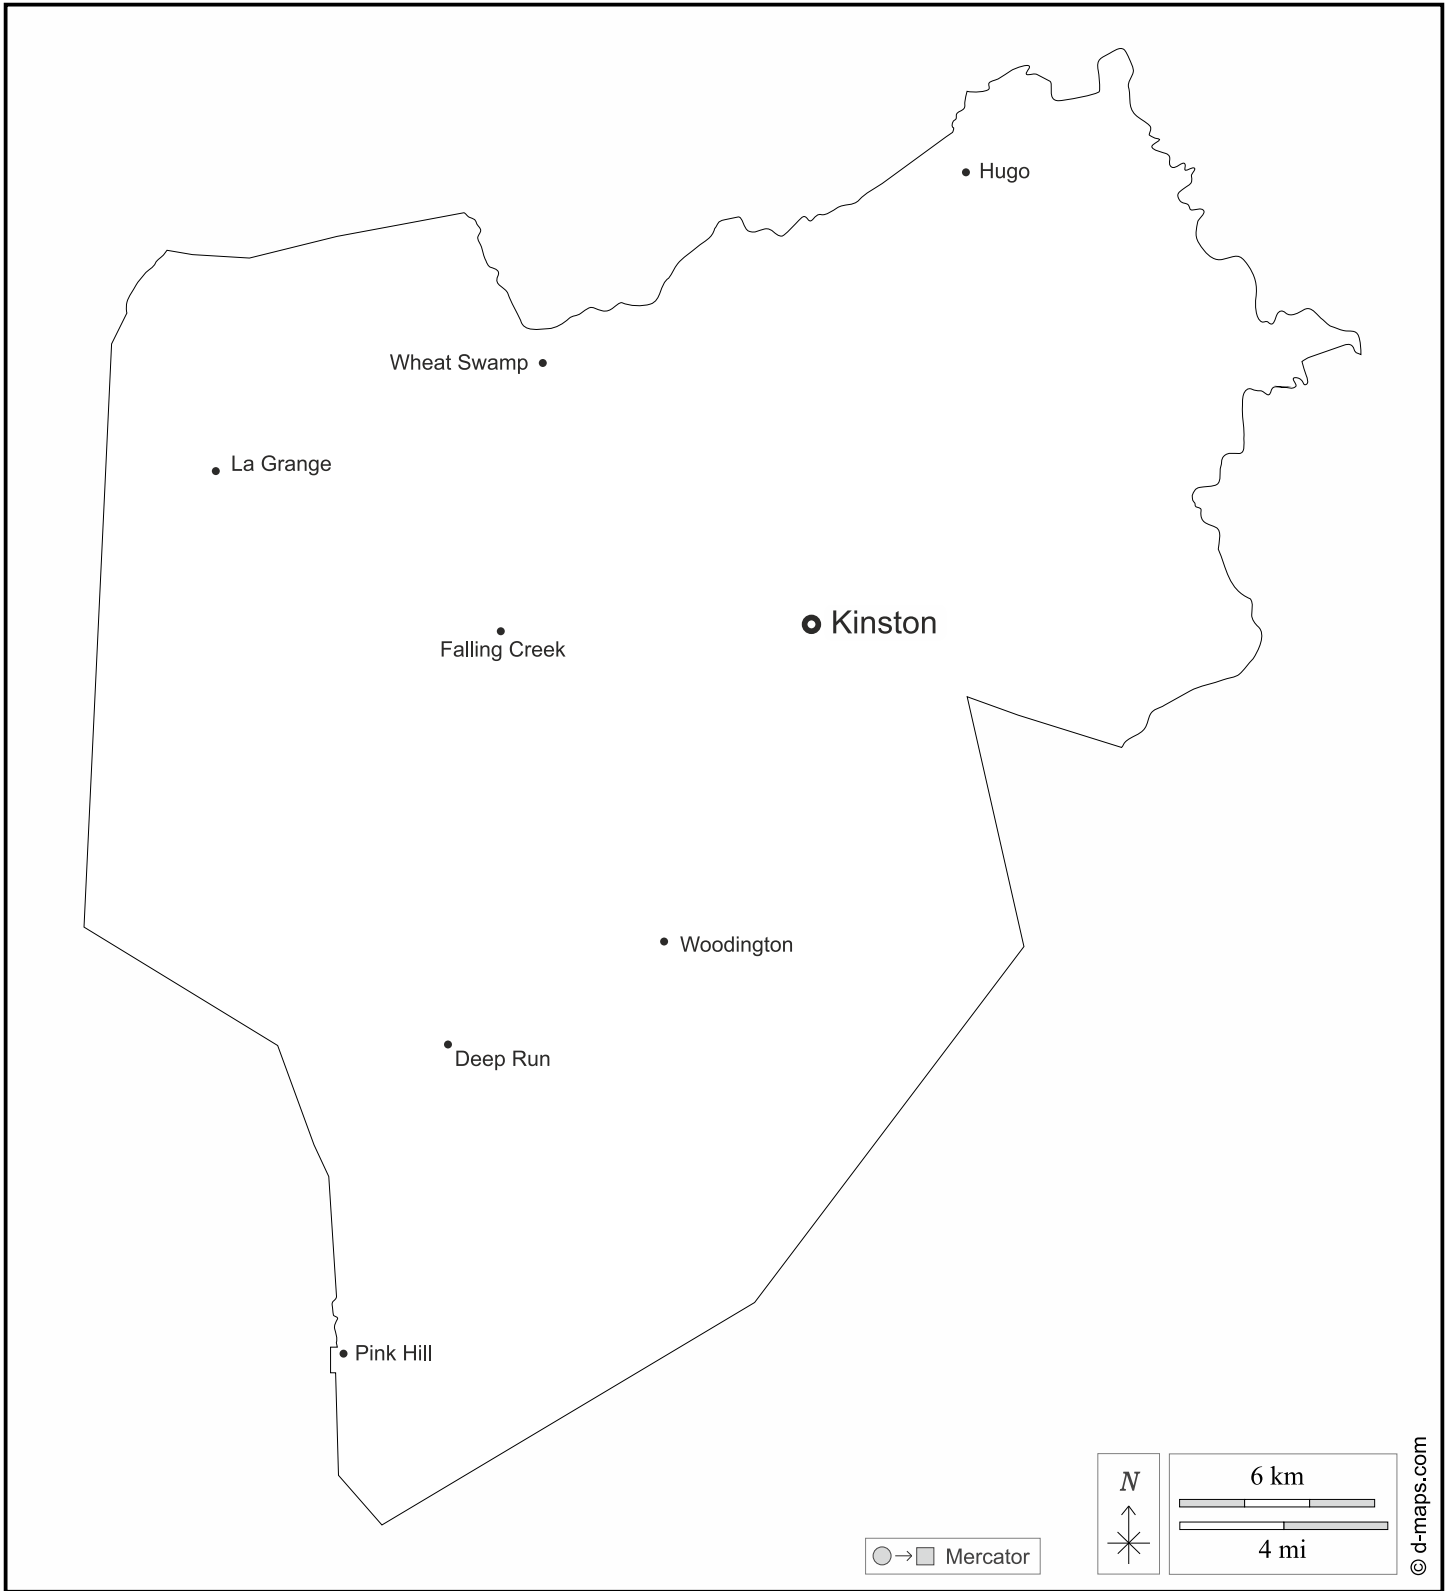 Hugo
Wheat Swamp
La Grange
Kinston
Falling Creek
Woodington
Deep Run
Pink Hill
N
6 km
4 mi
Mercator
© d-maps.com